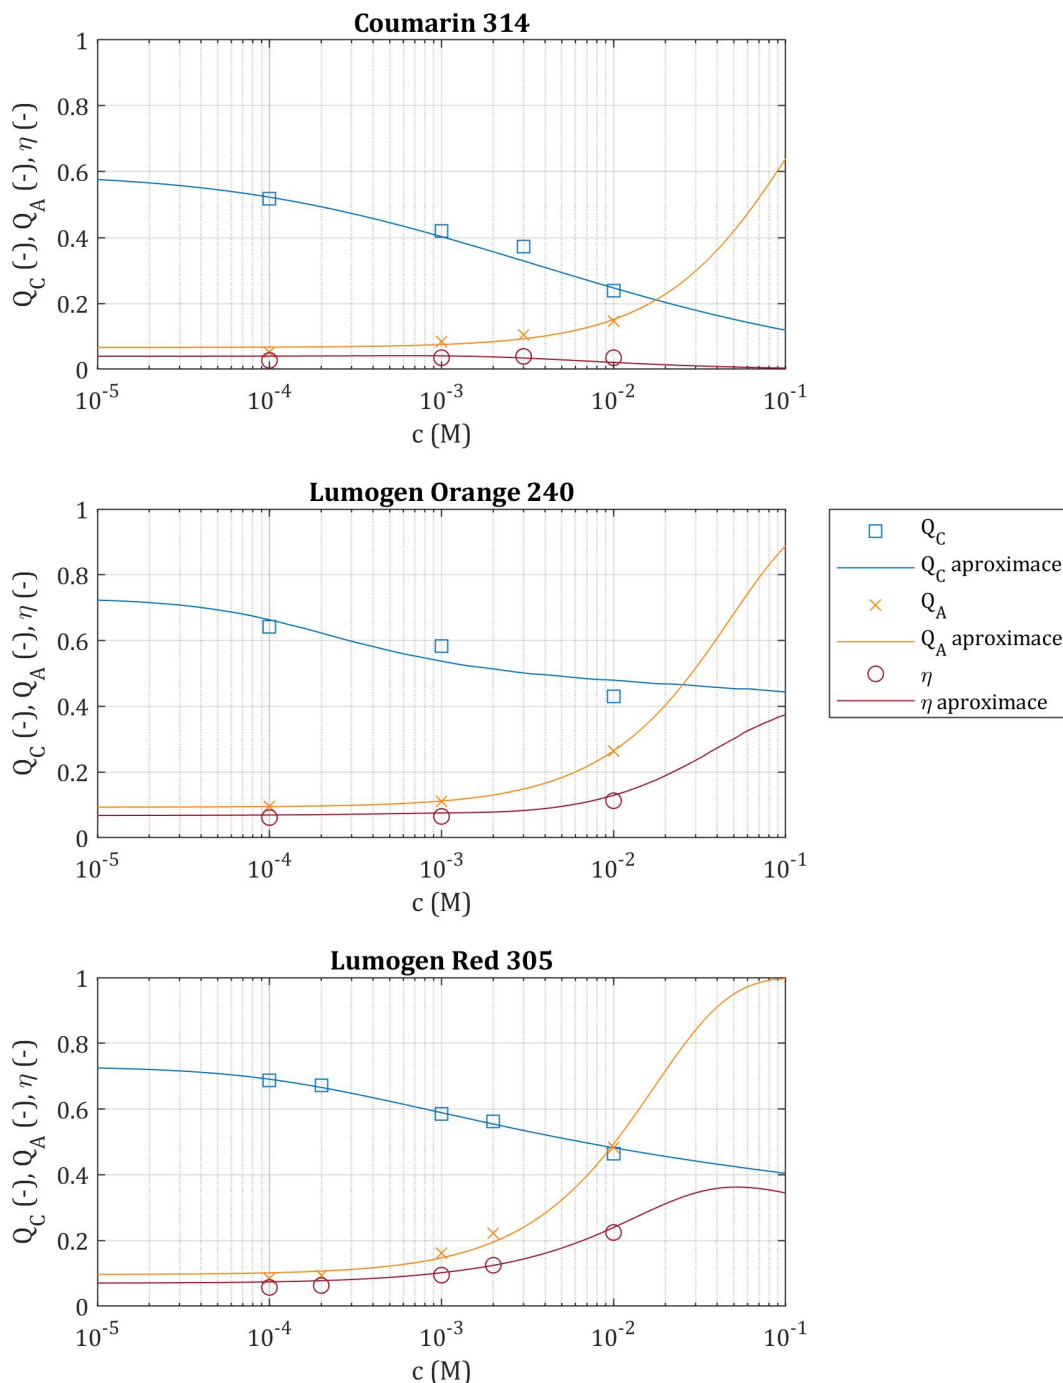 Coumarin 314
1
0.8
0.6
0.4
0.2
0
Q_C (-), Q_A (-), η (-)
10^-5 10^-4 10^-3 10^-2 10^-1
c (M)
Lumogen Orange 240
1
0.8
0.6
0.4
0.2
0
Q_C (-), Q_A (-), η (-)
10^-5 10^-4 10^-3 10^-2 10^-1
c (M)
Q_C
Q_C aproximace
Q_A
Q_A aproximace
η
η aproximace
Lumogen Red 305
1
0.8
0.6
0.4
0.2
0
Q_C (-), Q_A (-), η (-)
10^-5 10^-4 10^-3 10^-2 10^-1
c (M)